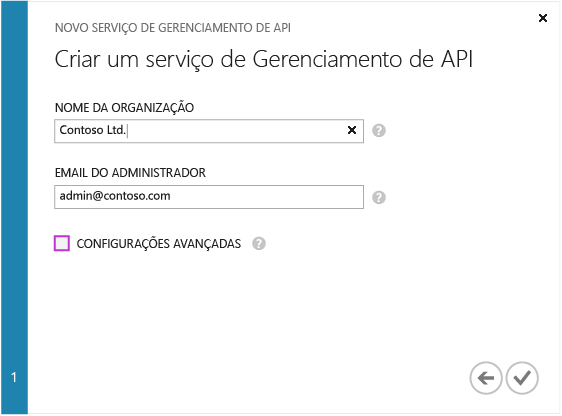 NOVO SERVIÇO DE GERENCIAMENTO DE API
Criar um serviço de Gerenciamento de API
NOME DA ORGANIZAÇÃO
Contoso Ltd.
?
EMAIL DO ADMINISTRADOR
admin@contoso.com
?
CONFIGURAÇÕES AVANÇADAS ?
1